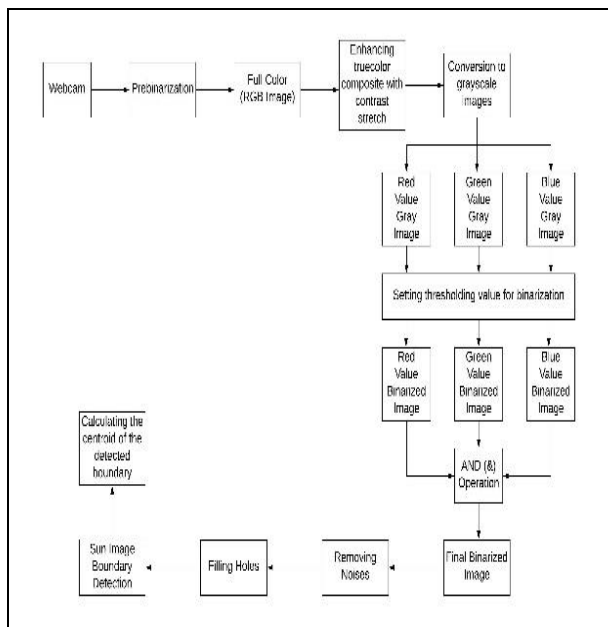 Webcam
Prebinarization
Full Color
(RGB Image)
Enhancing
truecolor
composite with
contrast
stretch
Conversion to
grayscale
images
Red
Value
Gray
Image
Green
Value
Gray
Image
Blue
Value
Gray
Image
Setting thresholding value for binarization
Red
Value
Binarized
Image
Green
Value
Binarized
Image
Blue
Value
Binarized
Image
AND (&)
Operation
Final Binarized
Image
Removing
Noises
Filling Holes
Sun Image
Boundary
Detection
Calculating the
centroid of the
detected
boundary